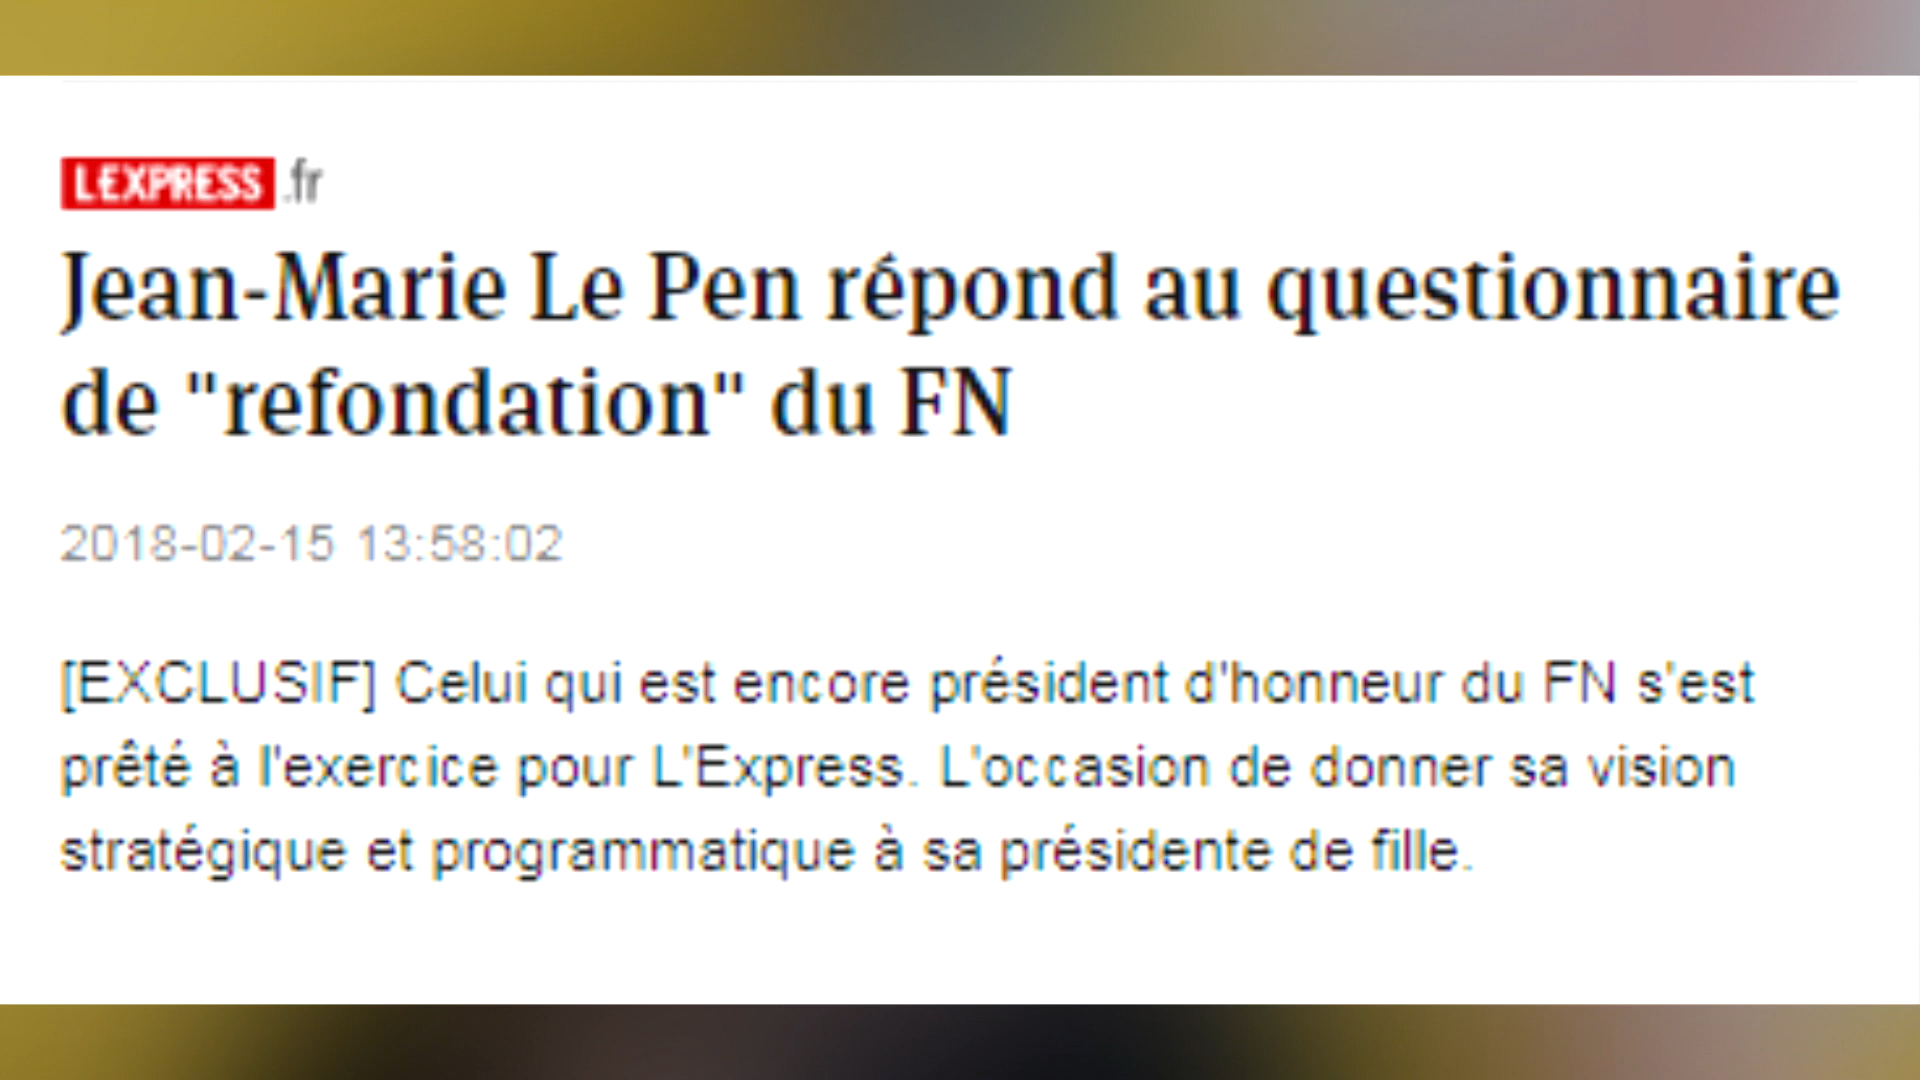 L'EXPRESS.fr
Jean-Marie Le Pen répond au questionnaire
de "refondation" du FN
2018-02-15 13:58:02
[EXCLUSIF] Celui qui est encore président d'honneur du FN s'est
prêté à l'exercice pour L'Express. L'occasion de donner sa vision
stratégique et programmatique à sa présidente de fille.